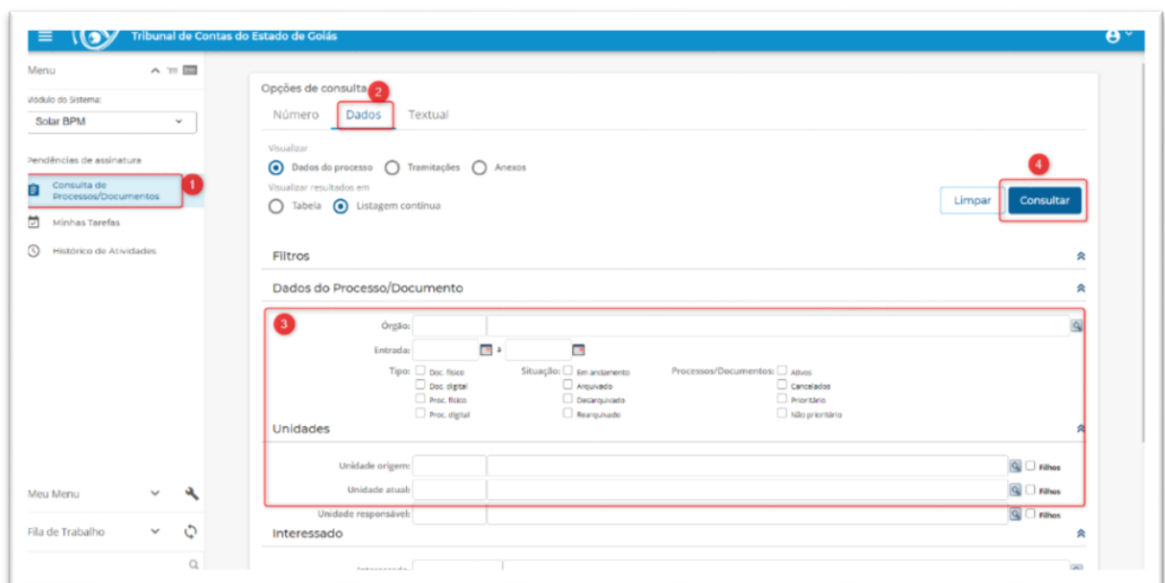 Tribunal de Contas do Estado de Goiás
Menu
Módulo do Sistema:
Solar BPM
Pendências de assinatura
Consulta de
Processos/Documentos
1
Minhas Tarefas
Histórico de Atividades
Meu Menu
Fila de Trabalho
Opções de consulta
2
Número Dados Textual
Visualizar
Dados do processo Tramitações Anexos
Visualizar resultados em
Tabela Listagem contínua
4
Limpar Consultar
Filtros
Dados do Processo/Documento
3
Órgão:
Entrada: a
Tipo: Doc. físico Situação: Em andamento Processos/Documentos: Ativos
Doc. digital Arquivado Cancelados
Proc. físico Desarquivado Prioritário
Proc. digital Rearquivado Não prioritário
Unidades
Unidade origem: Filhos
Unidade atual: Filhos
Unidade responsável: Filhos
Interessado
Interessado: